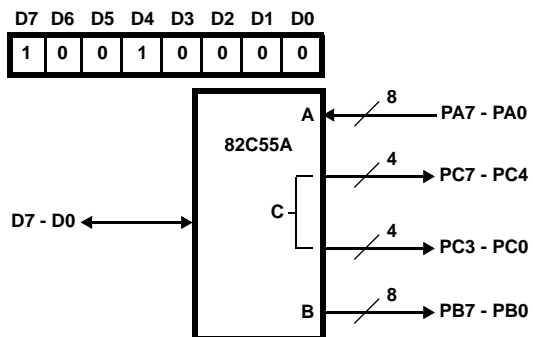 D7 D6 D5 D4 D3 D2 D1 D0
1 0 0 1 0 0 0 0
8
A PA7 - PA0
82C55A
4
PC7 - PC4
C
D7 - D0
4
PC3 - PC0
8
B PB7 - PB0